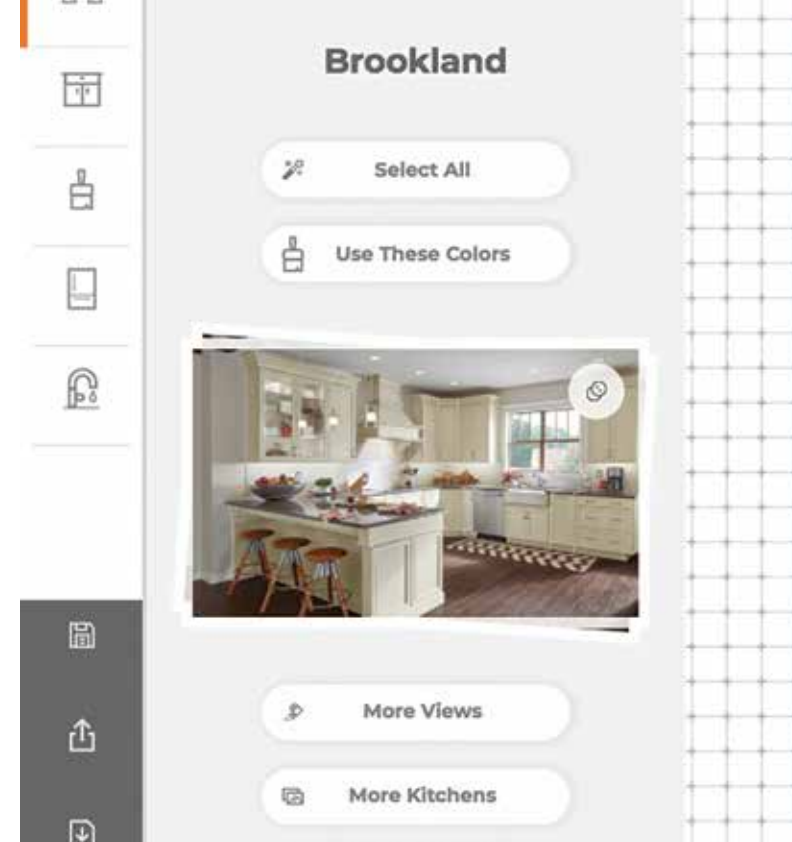 Brookland
Select All
Use These Colors
More Views
More Kitchens